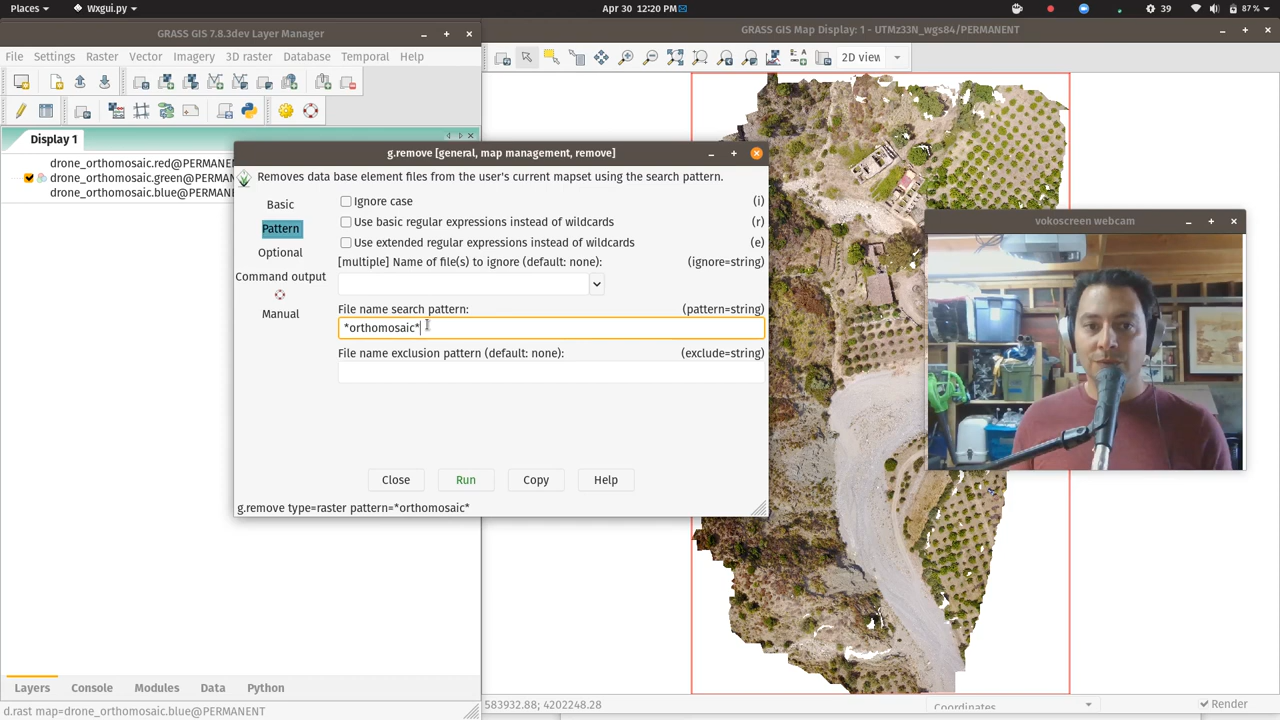 Places
Wxgui.py
Apr 30 12:20 PM
39
87 %
GRASS GIS 7.8.3dev Layer Manager
GRASS GIS Map Display: 1 - UTMz33N_wgs84/PERMANENT
File Settings Raster Vector Imagery 3D raster Database Temporal Help
2D view
Display 1
drone_orthomosaic.red@PERMANEN
drone_orthomosaic.green@PERMAN
drone_orthomosaic.blue@PERMANE
g.remove [general, map management, remove]
Removes data base element files from the user's current mapset using the search pattern.
Basic
Pattern
Optional
Command output
Manual
Ignore case (i)
Use basic regular expressions instead of wildcards (r)
Use extended regular expressions instead of wildcards (e)
[multiple] Name of file(s) to ignore (default: none): (ignore=string)
File name search pattern: (pattern=string)
*orthomosaic*
File name exclusion pattern (default: none): (exclude=string)
Close Run Copy Help
g.remove type=raster pattern=*orthomosaic*
vokoscreen webcam
Layers Console Modules Data Python
d.rast map=drone_orthomosaic.blue@PERMANENT
583932.88; 4202248.28
Coordinates
Render